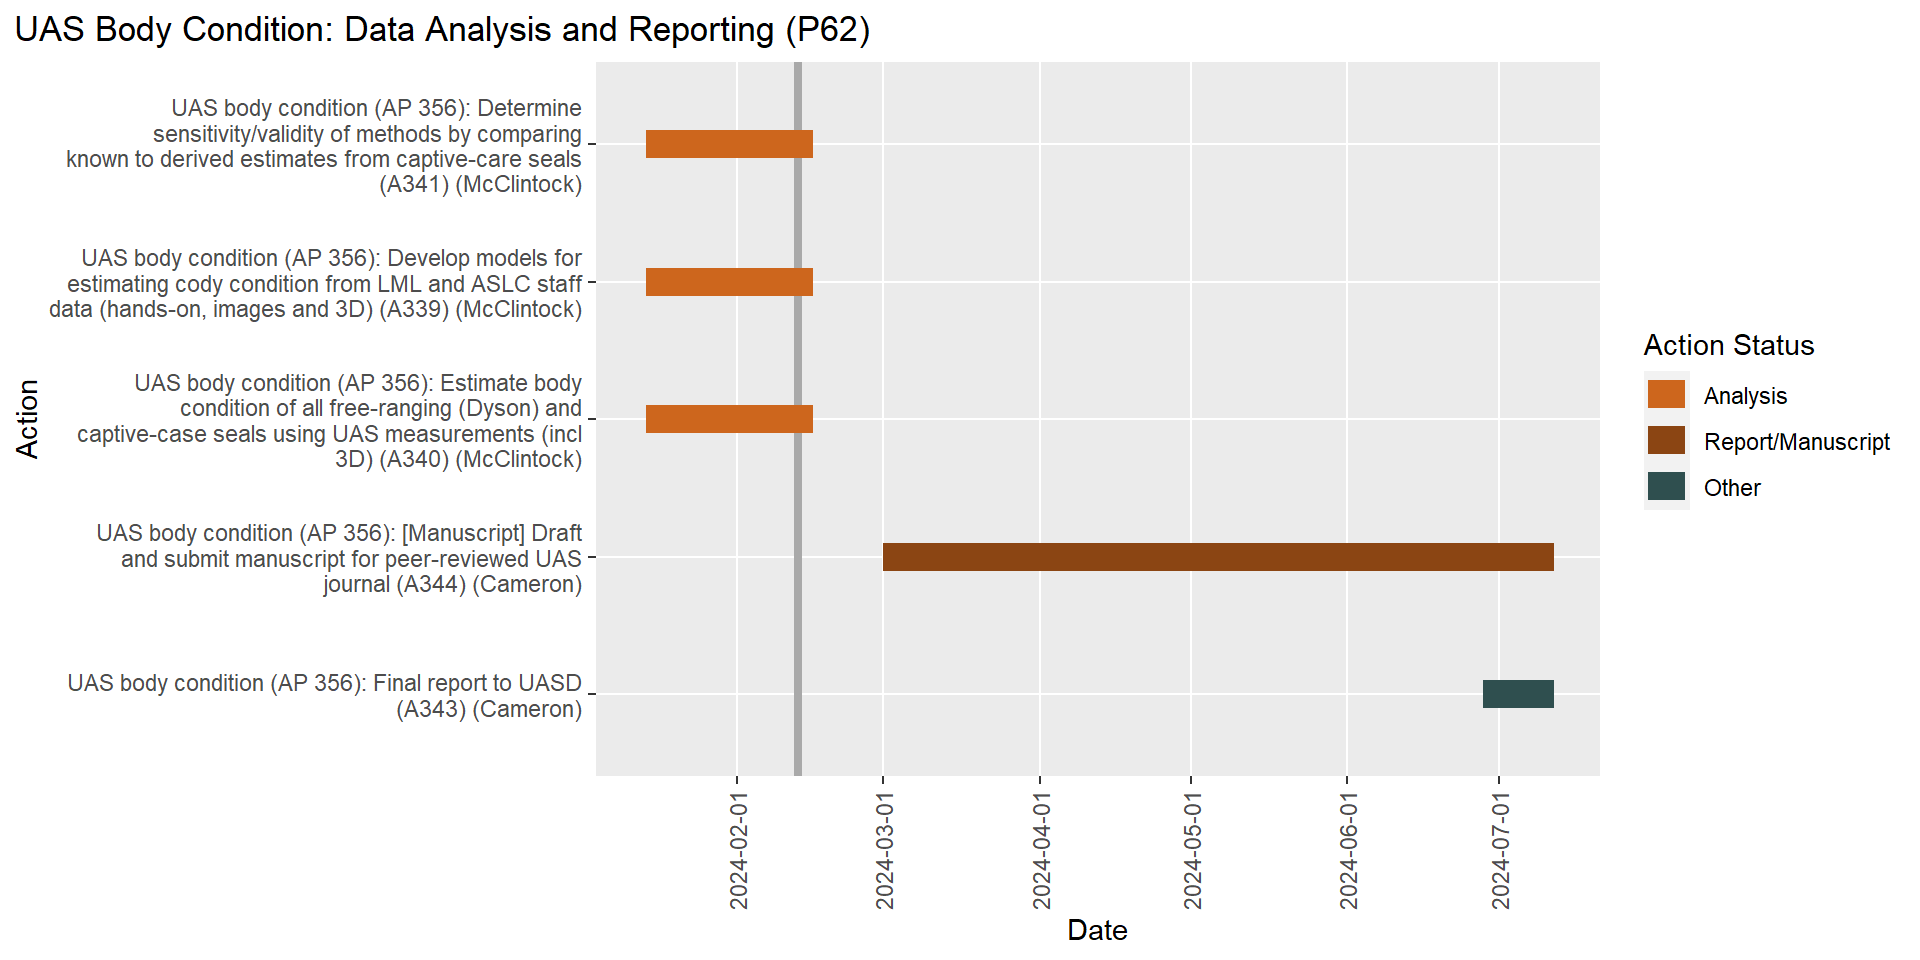 UAS Body Condition: Data Analysis and Reporting (P62)
UAS body condition (AP 356): Determine
sensitivity/validity of methods by comparing
known to derived estimates from captive-care seals
(A341) (McClintock)
UAS body condition (AP 356): Develop models for
estimating cody condition from LML and ASLC staff
data (hands-on, images and 3D) (A339) (McClintock)
UAS body condition (AP 356): Estimate body
condition of all free-ranging (Dyson) and
captive-case seals using UAS measurements (incl
3D) (A340) (McClintock)
UAS body condition (AP 356): [Manuscript] Draft
and submit manuscript for peer-reviewed UAS
journal (A344) (Cameron)
UAS body condition (AP 356): Final report to UASD
(A343) (Cameron)
Action
2024-02-01
2024-03-01
2024-04-01
2024-05-01
2024-06-01
2024-07-01
Date
Action Status
Analysis
Report/Manuscript
Other